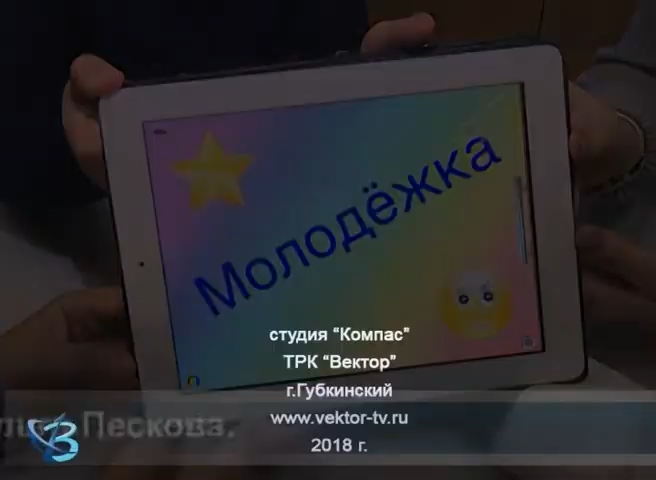 Молодёжка
студия “Компас”
ТРК “Вектор”
г.Губкинский
Пескова.
www.vektor-tv.ru
2018 г.